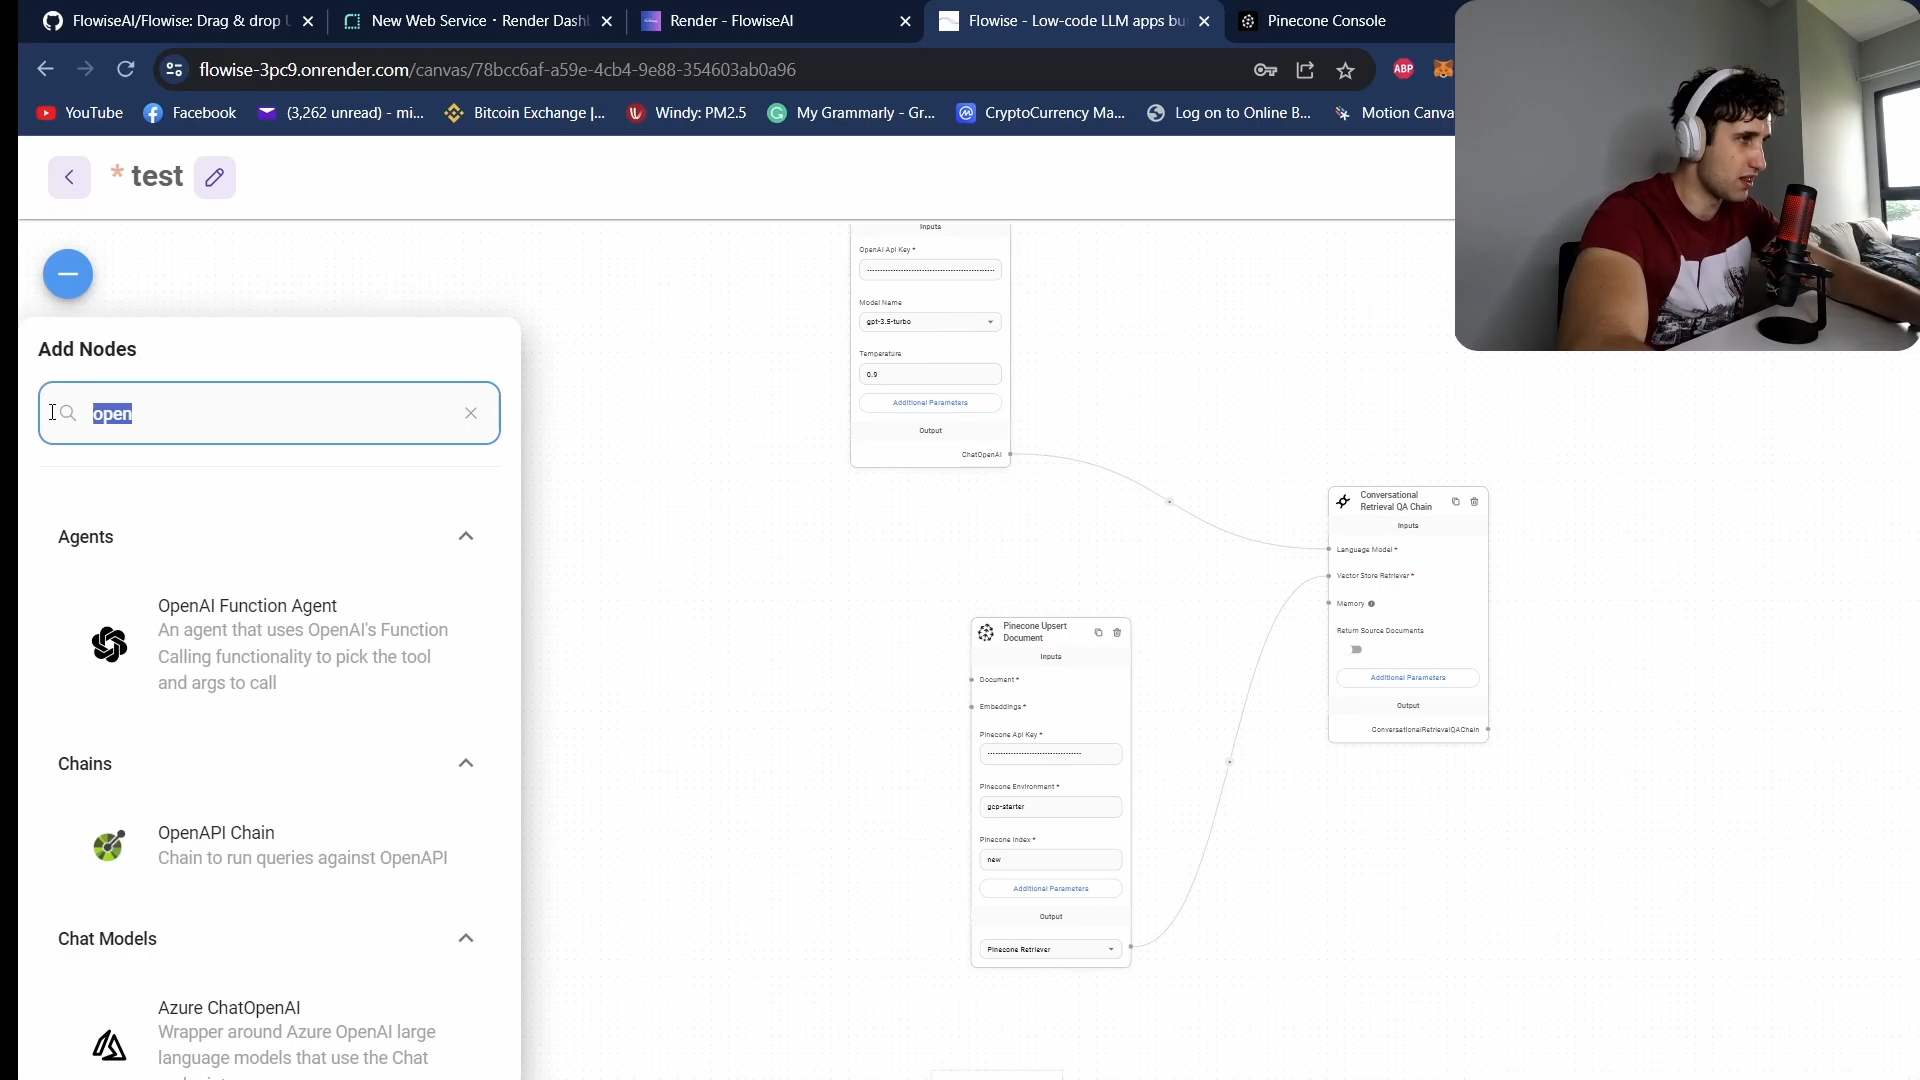 FlowiseAI/Flowise: Drag & drop
New Web Service · Render Dash
Render - FlowiseAI
Flowise - Low-code LLM apps bu
Pinecone Console
flowise-3pc9.onrender.com/canvas/78bcc6af-a59e-4cb4-9e88-354603ab0a96
ABP
YouTube
Facebook
(3,262 unread) - mi...
Bitcoin Exchange |...
Windy: PM2.5
My Grammarly - Gr...
CryptoCurrency Ma...
Log on to Online B...
Motion Canva
* test
Add Nodes
open
Agents
OpenAI Function Agent
An agent that uses OpenAI's Function
Calling functionality to pick the tool
and args to call
Chains
OpenAPI Chain
Chain to run queries against OpenAPI
Chat Models
Azure ChatOpenAI
Wrapper around Azure OpenAI large
language models that use the Chat
Inputs
OpenAI Api Key *
Model Name
gpt-3.5-turbo
Temperature
0.9
Additional Parameters
Output
ChatOpenAI
Pinecone Upsert
Document
Inputs
Document *
Embeddings *
Pinecone Api Key *
Pinecone Environment *
gcp-starter
Pinecone Index *
new
Additional Parameters
Output
Pinecone Retriever
Conversational
Retrieval QA Chain
Inputs
Language Model *
Vector Store Retriever *
Memory
Return Source Documents
Additional Parameters
Output
ConversationalRetrievalQAChain